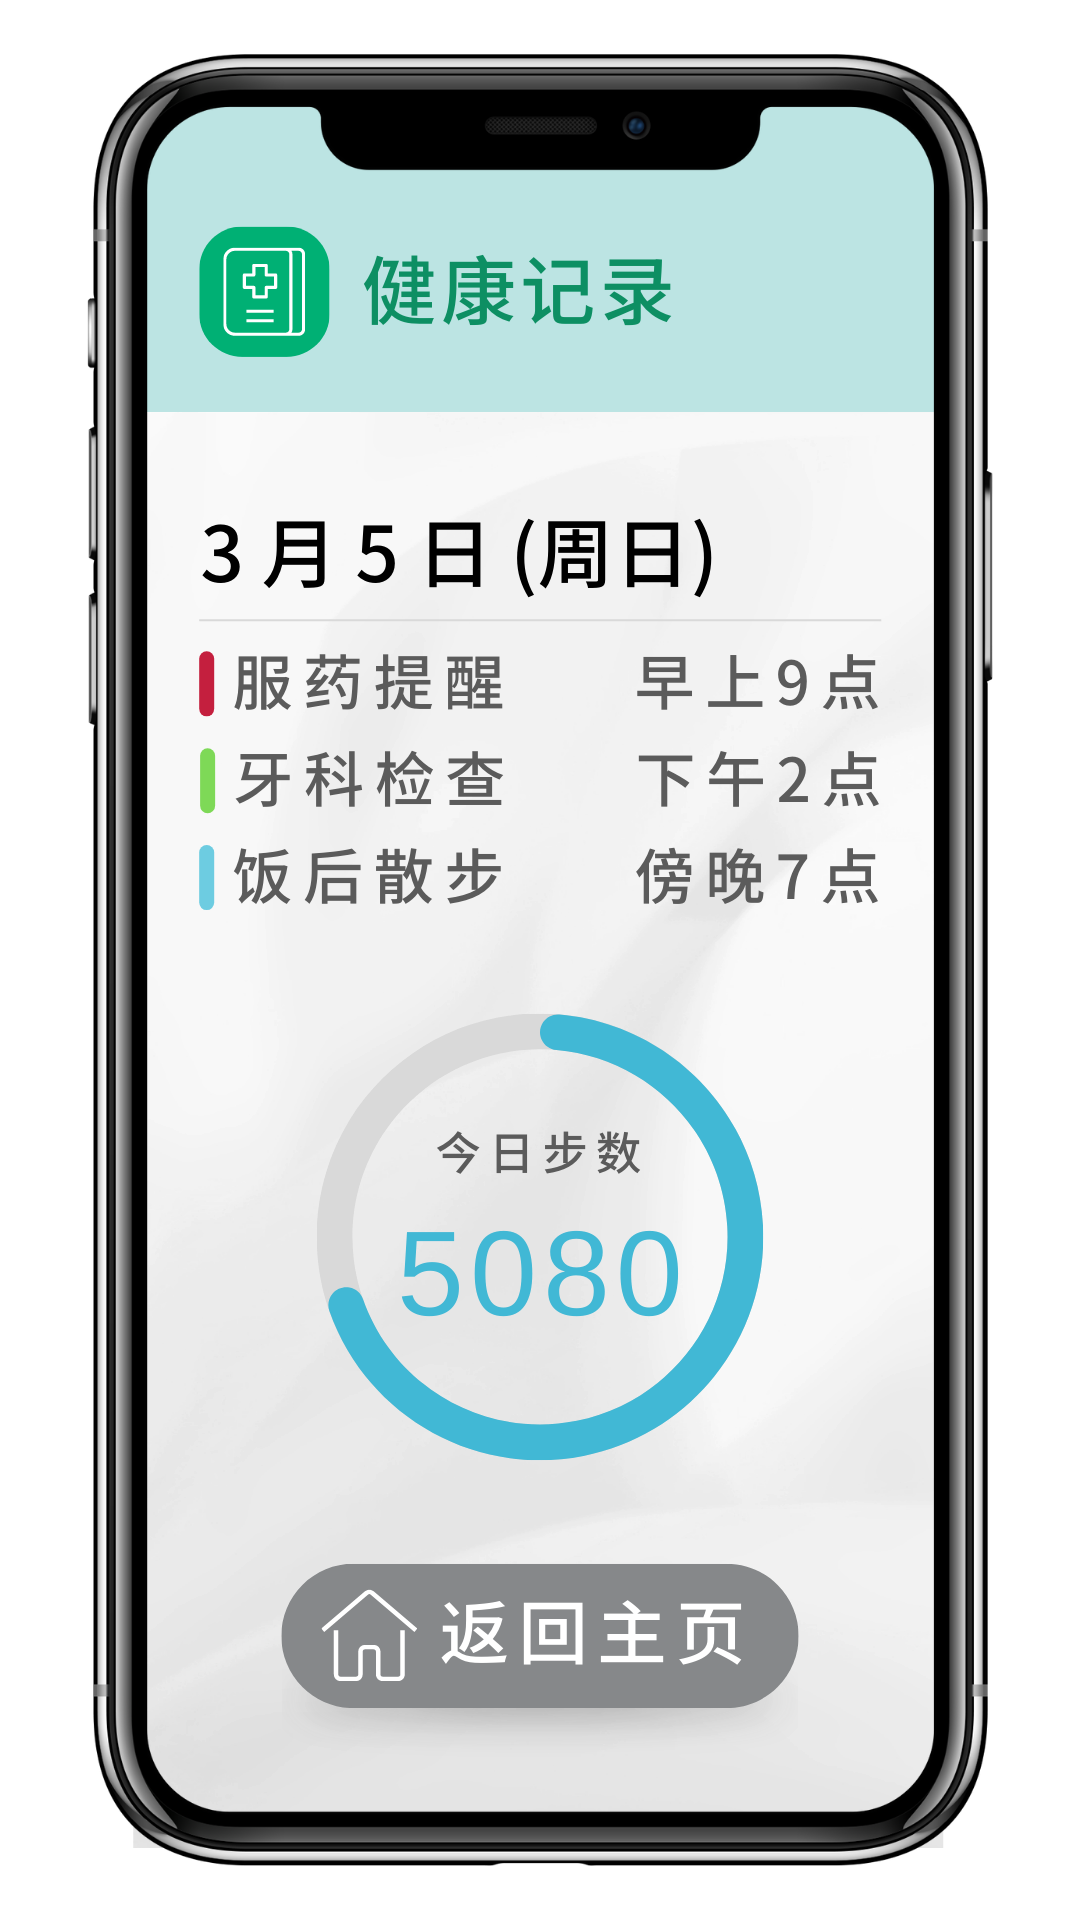 健康记录
3月5日(周日)
服药提醒 早上9点
牙科检查 下午2点
饭后散步 傍晚7点
今日步数
5080
返回主页